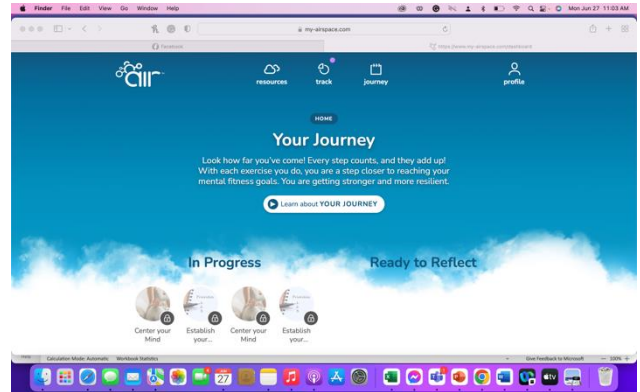 Finder File Edit View Go Window Help
Mon Jun 27 11:03 AM
my-airspace.com
Facebook
https://www.my-airspace.com/dashboard
air
resources track journey profile
HOME
Your Journey
Look how far you've come! Every step counts, and they add up!
With each exercise you do, you are a step closer to reaching your
mental fitness goals. You are getting stronger and more resilient.
Learn about YOUR JOURNEY
In Progress Ready to Reflect
Center your Establish Center your Establish
Mind your... Mind your...
Calculation Mode: Automatic Workbook Statistics Give Feedback to Microsoft 100%
27